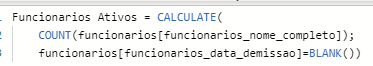 Funcionarios Ativos = CALCULATE(
COUNT(funcionarios[funcionarios_nome_completo]);
funcionarios[funcionarios_data_demissao]=BLANK())